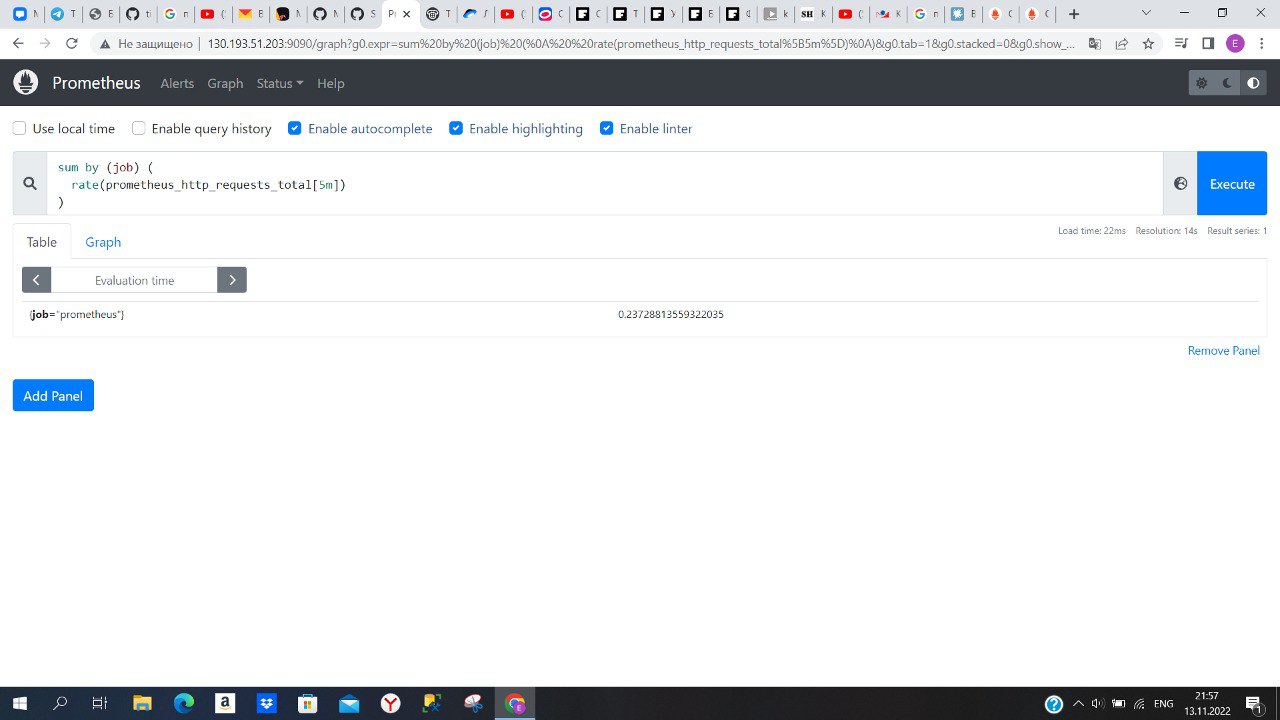 Не защищено | 130.193.51.203:9090/graph?g0.expr=sum%20by%20(job)%20(%0A%20%20rate(prometheus_http_requests_total%5B5m%5D)%0A)&g0.tab=1&g0.stacked=0&g0.show_...
Prometheus Alerts Graph Status Help
Use local time Enable query history Enable autocomplete Enable highlighting Enable linter
sum by (job) (
rate(prometheus_http_requests_total[5m])
)
Execute
Load time: 22ms Resolution: 14s Result series: 1
Table Graph
Evaluation time
{job="prometheus"} 0.23728813559322035
Remove Panel
Add Panel
ENG
21:57
13.11.2022
1